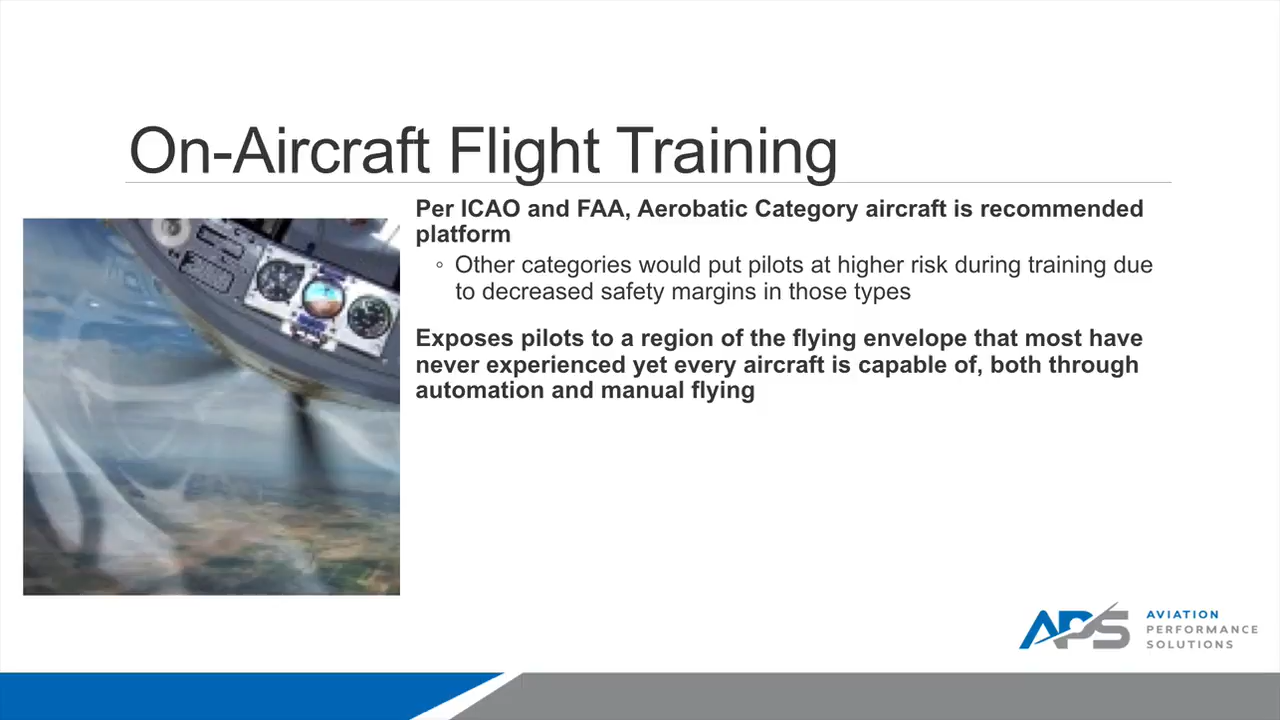 On-Aircraft Flight Training
Per ICAO and FAA, Aerobatic Category aircraft is recommended
platform
◦ Other categories would put pilots at higher risk during training due
to decreased safety margins in those types
Exposes pilots to a region of the flying envelope that most have
never experienced yet every aircraft is capable of, both through
automation and manual flying
APS
AVIATION
PERFORMANCE
SOLUTIONS